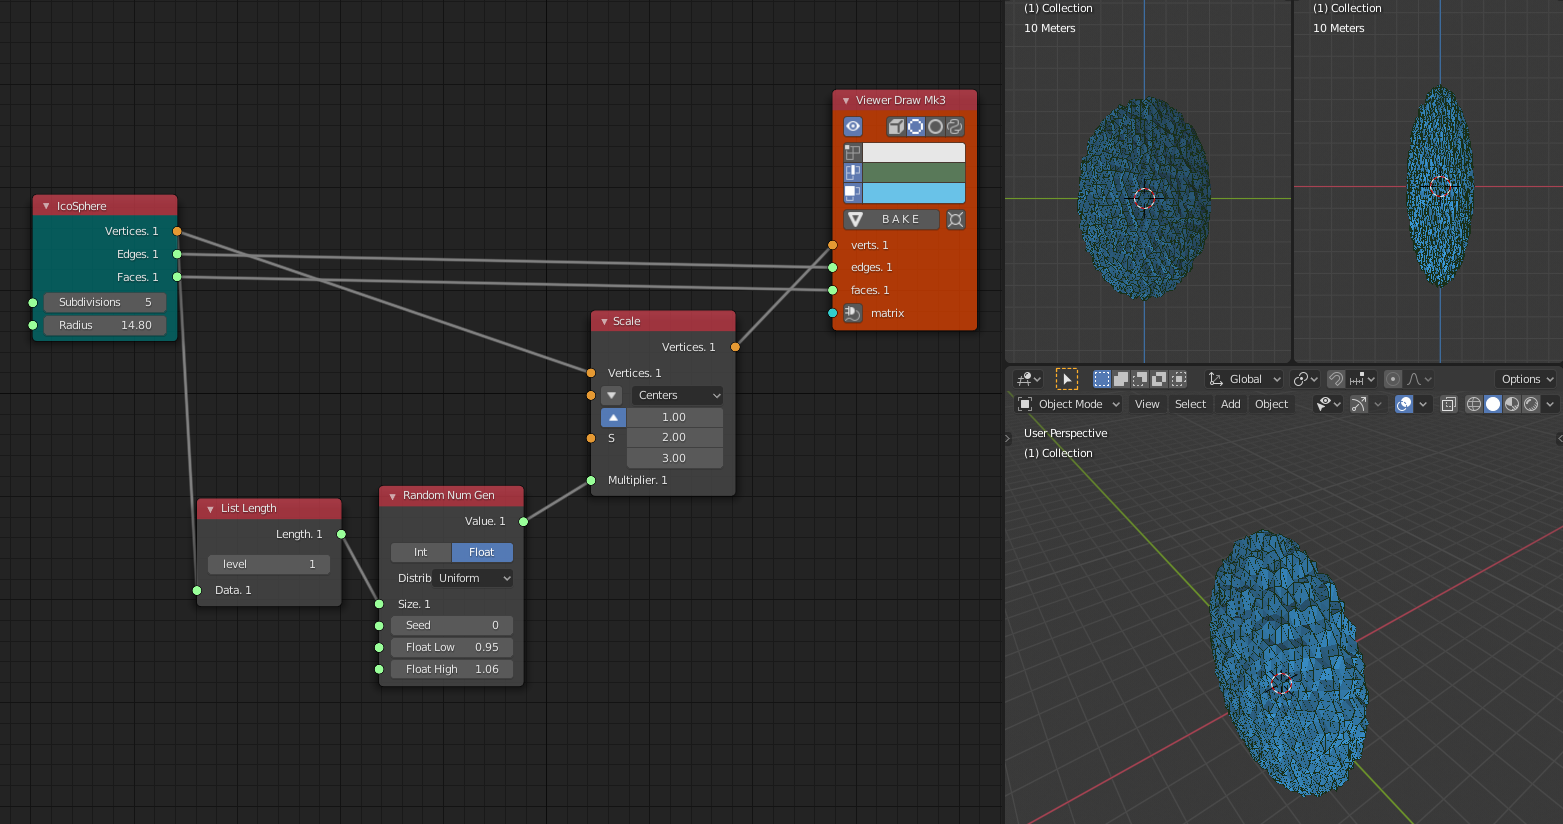 IcoSphere
Vertices. 1
Edges. 1
Faces. 1
Subdivisions 5
Radius 14.80
List Length
Length. 1
level 1
Data. 1
Random Num Gen
Value. 1
Int Float
Distrib Uniform
Size. 1
Seed 0
Float Low 0.95
Float High 1.06
Scale
Vertices. 1
Vertices. 1
Centers
1.00
S 2.00
3.00
Multiplier. 1
Viewer Draw Mk3
BAKE
verts. 1
edges. 1
faces. 1
matrix
(1) Collection
10 Meters
(1) Collection
10 Meters
Global Options
Object Mode View Select Add Object
User Perspective
(1) Collection